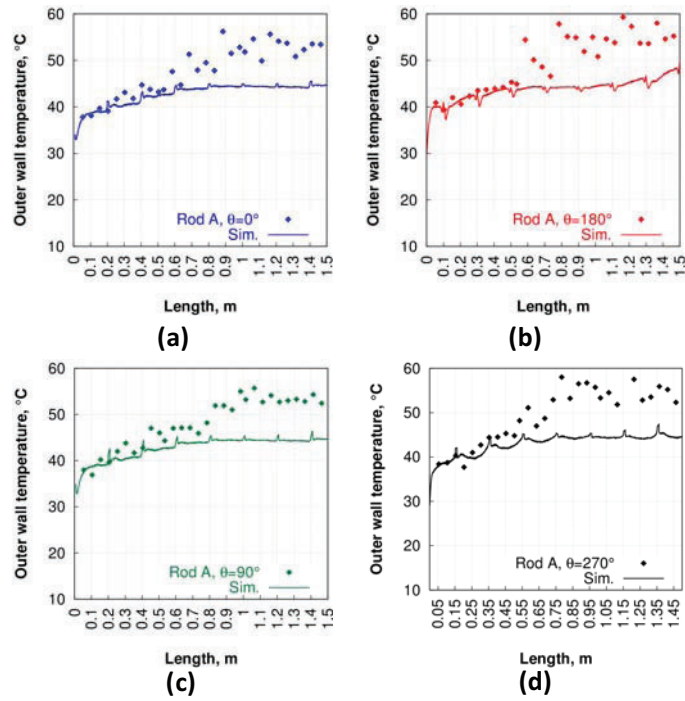 60
50
40
30
20
10
Outer wall temperature, °C
Rod A, θ=0°
Sim.
0 0.1 0.2 0.3 0.4 0.5 0.6 0.7 0.8 0.9 1 1.1 1.2 1.3 1.4 1.5
Length, m
(a)
60
50
40
30
20
10
Outer wall temperature, °C
Rod A, θ=180°
Sim.
0 0.1 0.2 0.3 0.4 0.5 0.6 0.7 0.8 0.9 1 1.1 1.2 1.3 1.4 1.5
Length, m
(b)
60
50
40
30
20
10
Outer wall temperature, °C
Rod A, θ=90°
Sim.
0 0.1 0.2 0.3 0.4 0.5 0.6 0.7 0.8 0.9 1 1.1 1.2 1.3 1.4 1.5
Length, m
(c)
60
50
40
30
20
10
Outer wall temperature, °C
Rod A, θ=270°
Sim.
0.05 0.15 0.25 0.35 0.45 0.55 0.65 0.75 0.85 0.95 1.05 1.15 1.25 1.35 1.45
Length, m
(d)